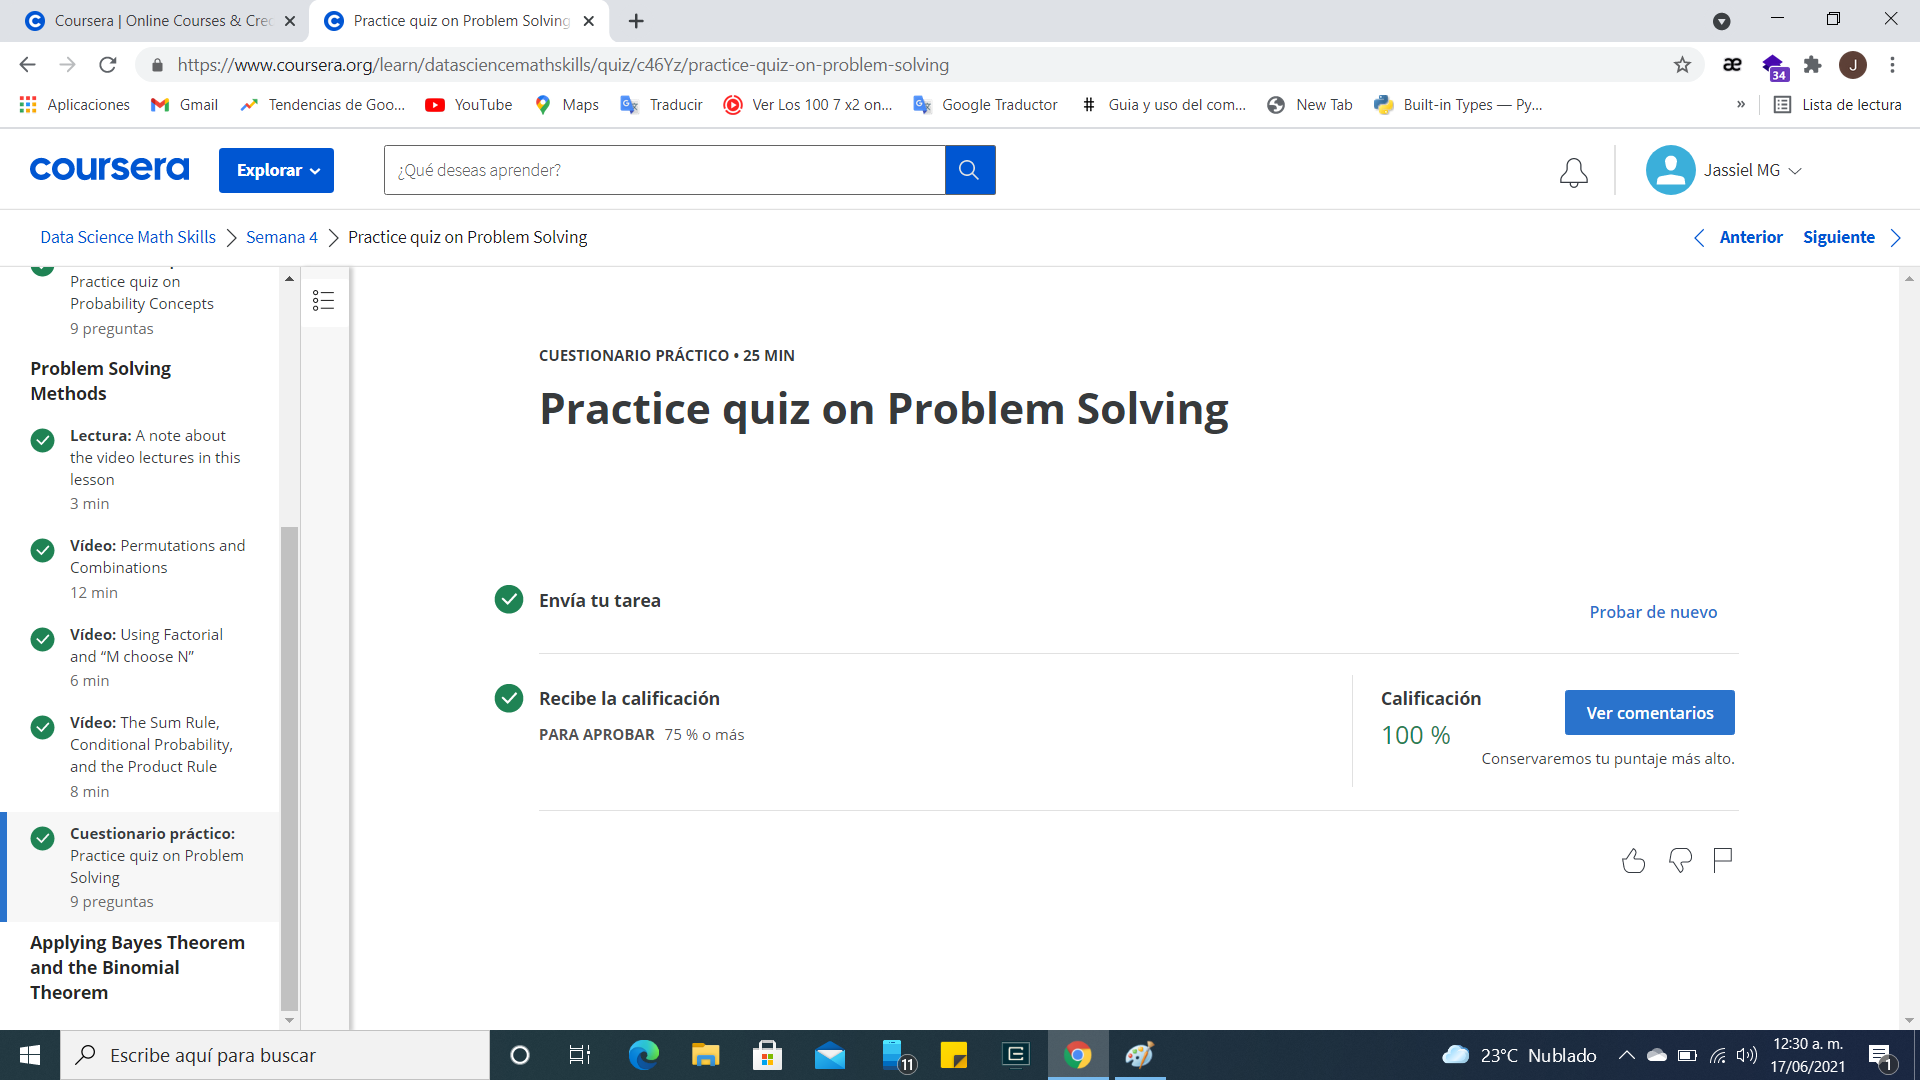 Coursera | Online Courses & Cre
Practice quiz on Problem Solving
https://www.coursera.org/learn/datasciencemathskills/quiz/c46Yz/practice-quiz-on-problem-solving
æ
34
J
Aplicaciones
Gmail
Tendencias de Goo...
YouTube
Maps
Traducir
Ver Los 100 7 x2 on...
Google Traductor
Guia y uso del com...
New Tab
Built-in Types — Py...
»
Lista de lectura
coursera
Explorar
¿Qué deseas aprender?
Jassiel MG
Data Science Math Skills
Semana 4
Practice quiz on Problem Solving
Anterior
Siguiente
Practice quiz on
Probability Concepts
9 preguntas
Problem Solving
Methods
Lectura: A note about
the video lectures in this
lesson
3 min
Vídeo: Permutations and
Combinations
12 min
Vídeo: Using Factorial
and “M choose N”
6 min
Vídeo: The Sum Rule,
Conditional Probability,
and the Product Rule
8 min
Cuestionario práctico:
Practice quiz on Problem
Solving
9 preguntas
Applying Bayes Theorem
and the Binomial
Theorem
CUESTIONARIO PRÁCTICO • 25 MIN
Practice quiz on Problem Solving
Envía tu tarea
Probar de nuevo
Recibe la calificación
PARA APROBAR 75 % o más
Calificación
100 %
Ver comentarios
Conservaremos tu puntaje más alto.
Escribe aquí para buscar
11
23°C Nublado
12:30 a. m.
17/06/2021
1